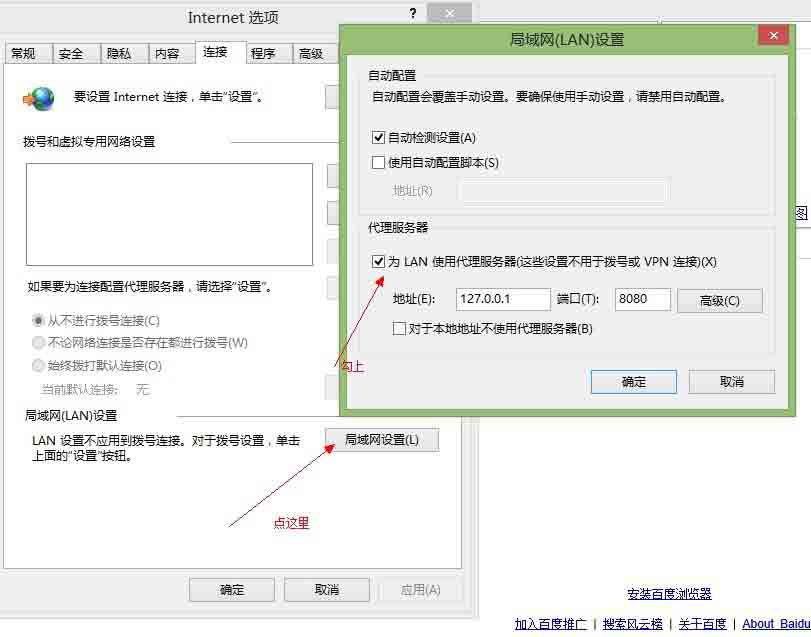 Internet 选项
?
常规 安全 隐私 内容 连接 程序 高级
要设置 Internet 连接，单击“设置”。
拨号和虚拟专用网络设置
如果要为连接配置代理服务器，请选择“设置”。
从不进行拨号连接(C)
不论网络连接是否存在都进行拨号(W)
始终拨打默认连接(O)
当前默认连接: 无
局域网(LAN)设置
LAN 设置不应用到拨号连接。对于拨号设置，单击
上面的“设置”按钮。
局域网设置(L)
点这里
确定 取消 应用(A)
局域网(LAN)设置
自动配置
自动配置会覆盖手动设置。要确保使用手动设置，请禁用自动配置。
自动检测设置(A)
使用自动配置脚本(S)
地址(R)
代理服务器
为 LAN 使用代理服务器(这些设置不用于拨号或 VPN 连接)(X)
地址(E): 127.0.0.1 端口(T): 8080 高级(C)
对于本地地址不使用代理服务器(B)
勾上
确定 取消
图
安装百度浏览器
加入百度推广 | 搜索风云榜 | 关于百度 | About Baidu